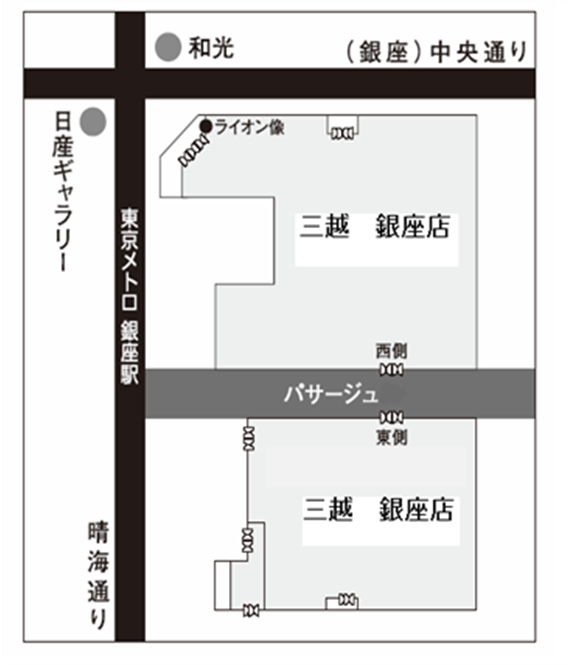 和光
(銀座)中央通り
日産ギャラリー
ライオン像
三越 銀座店
東京メトロ 銀座駅
西側
パサージュ
東側
三越 銀座店
晴海通り